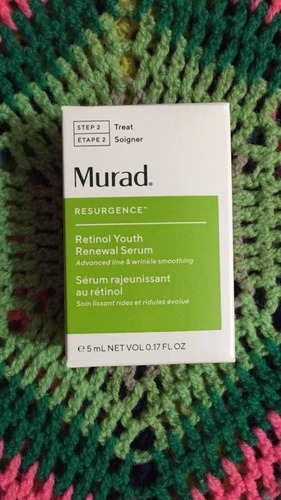 STEP 2 Treat
ÉTAPE 2 Soigner
Murad.
RESURGENCE™
Retinol Youth
Renewal Serum
Advanced line & wrinkle smoothing
Sérum rajeunissant
au rétinol
Soin lissant rides et ridules évolué
℮ 5 mL NET VOL 0.17 FL OZ